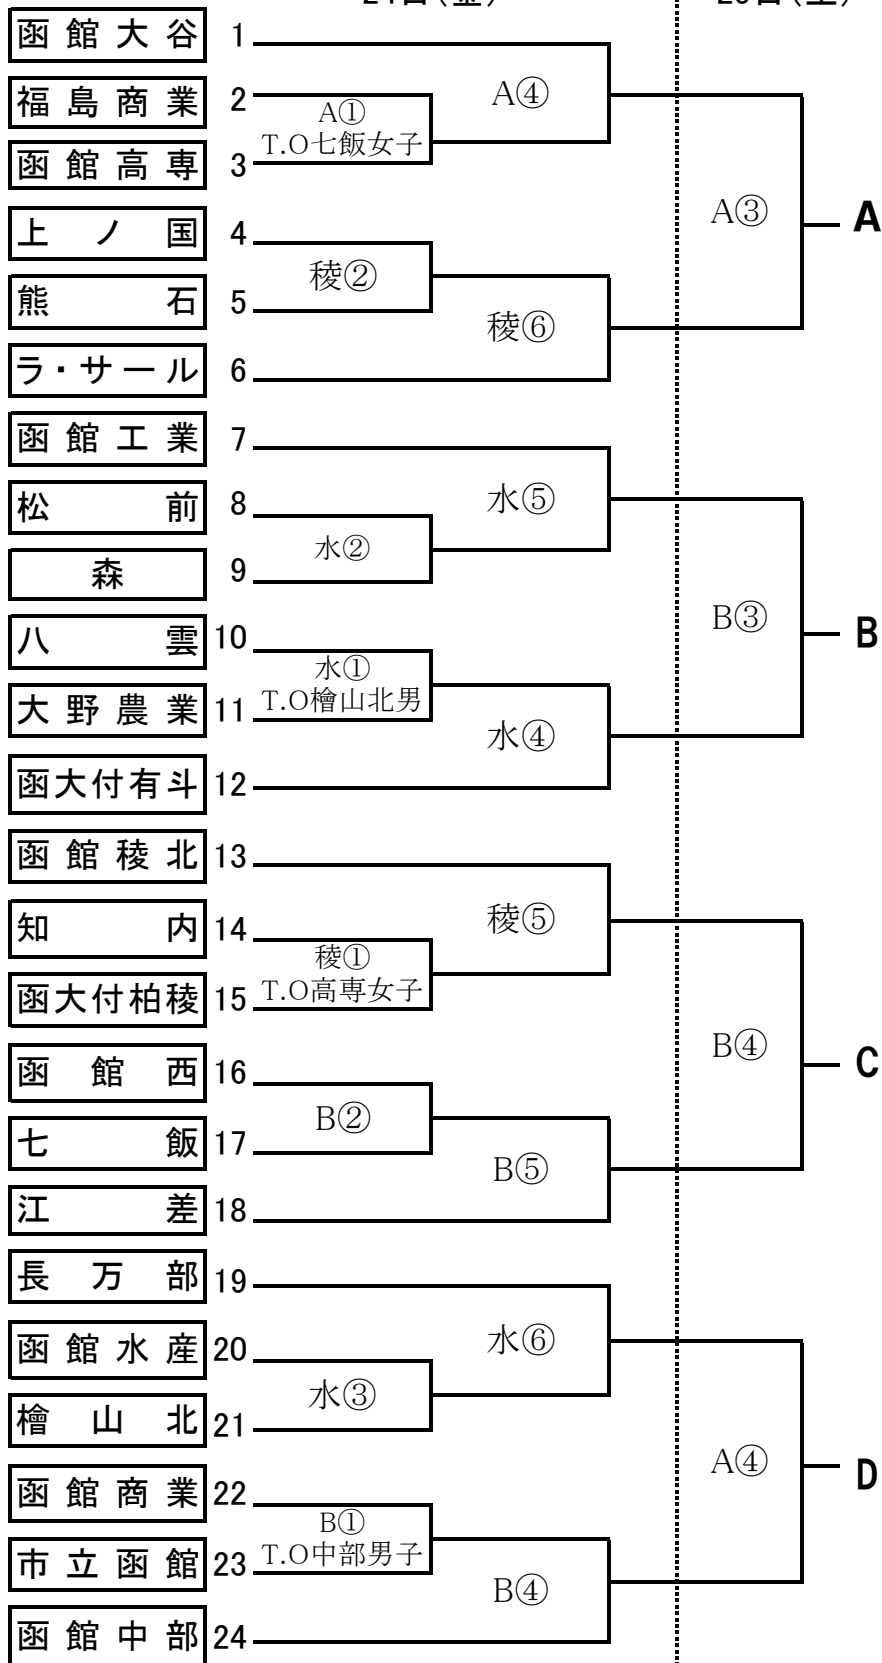 函館大谷 1
福島商業 2
A①
T.O七飯女子
A④
函館高専 3
A③
A
上ノ国 4
稜②
熊石 5
稜⑥
ラ・サール 6
函館工業 7
松前 8
水⑤
水②
森 9
B③
B
八雲 10
水①
T.O檜山北男
大野農業 11
水④
函大付有斗 12
函館稜北 13
知内 14
稜⑤
稜①
T.O高専女子
函大付柏稜 15
B④
C
函館西 16
B②
七飯 17
B⑤
江差 18
長万部 19
函館水産 20
水⑥
水③
檜山北 21
A④
D
函館商業 22
B①
T.O中部男子
市立函館 23
B④
函館中部 24